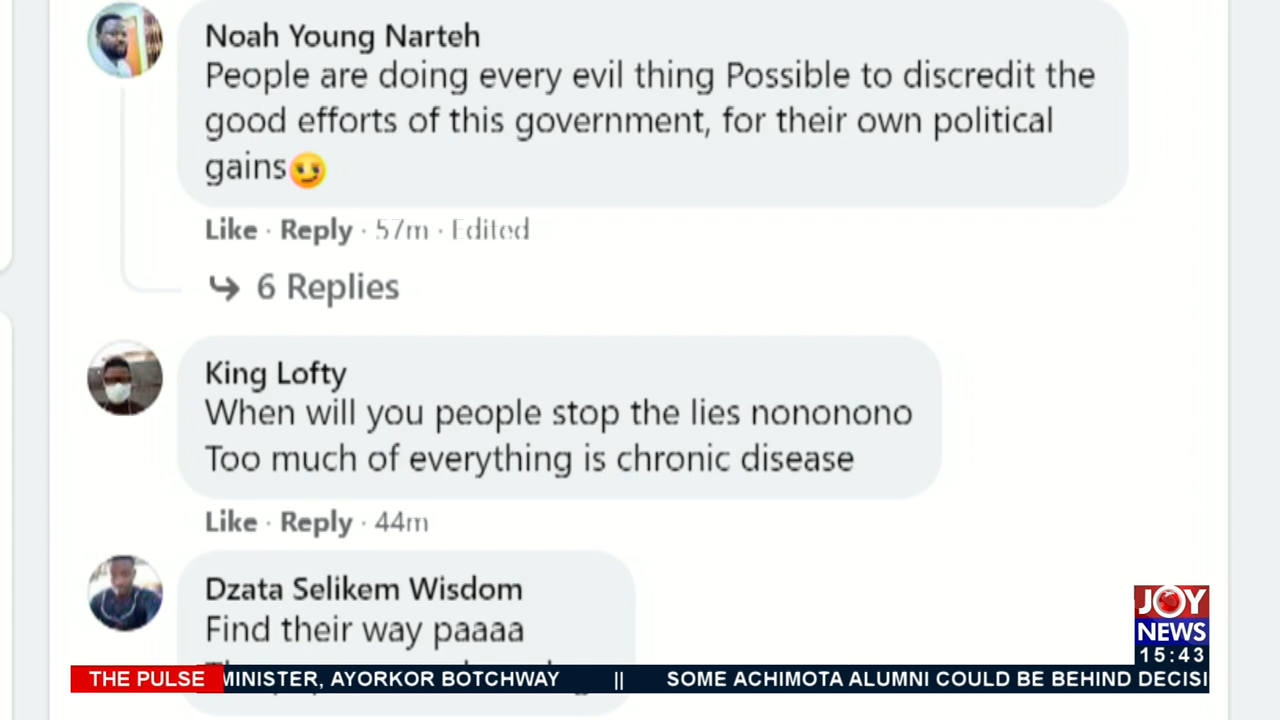 Noah Young Narteh
People are doing every evil thing Possible to discredit the
good efforts of this government, for their own political
gains😏
Like · Reply · 57m · Edited
6 Replies
King Lofty
When will you people stop the lies nononono
Too much of everything is chronic disease
Like · Reply · 44m
Dzata Selikem Wisdom
Find their way paaaa
JOY
NEWS
15:43
THE PULSE
MINISTER, AYORKOR BOTCHWAY || SOME ACHIMOTA ALUMNI COULD BE BEHIND